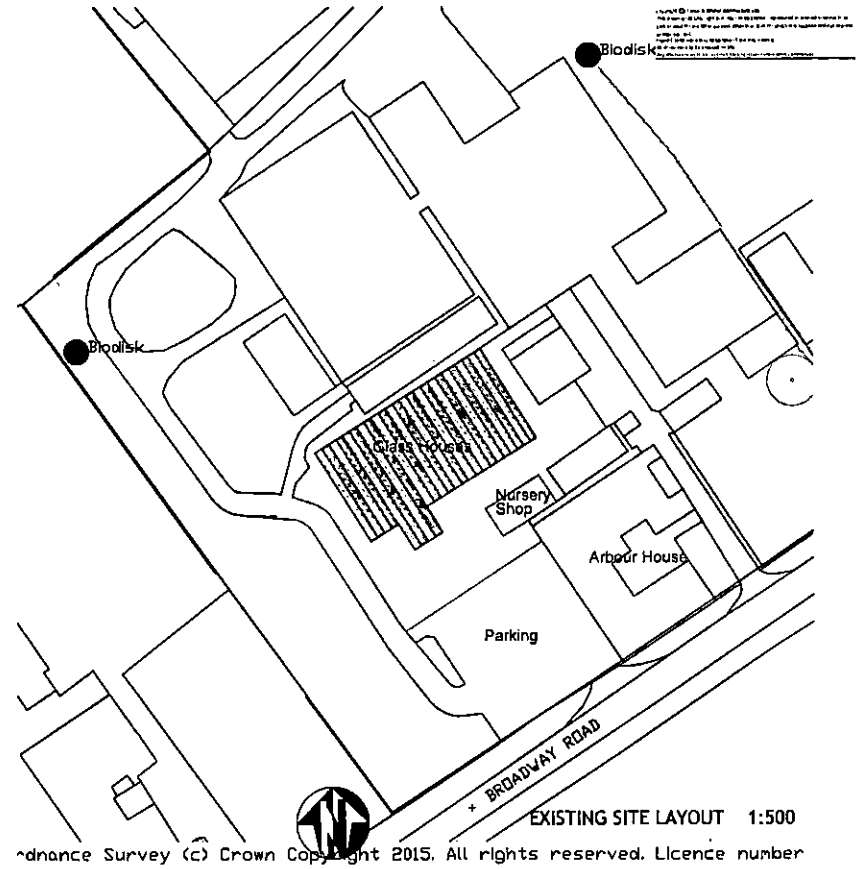 Biodisk
Biodisk
Glass Houses
Nursery
Shop
Arbour House
Parking
+ BROADWAY ROAD
N
EXISTING SITE LAYOUT 1:500
rdnance Survey (c) Crown Copyright 2015. All rights reserved. Licence number